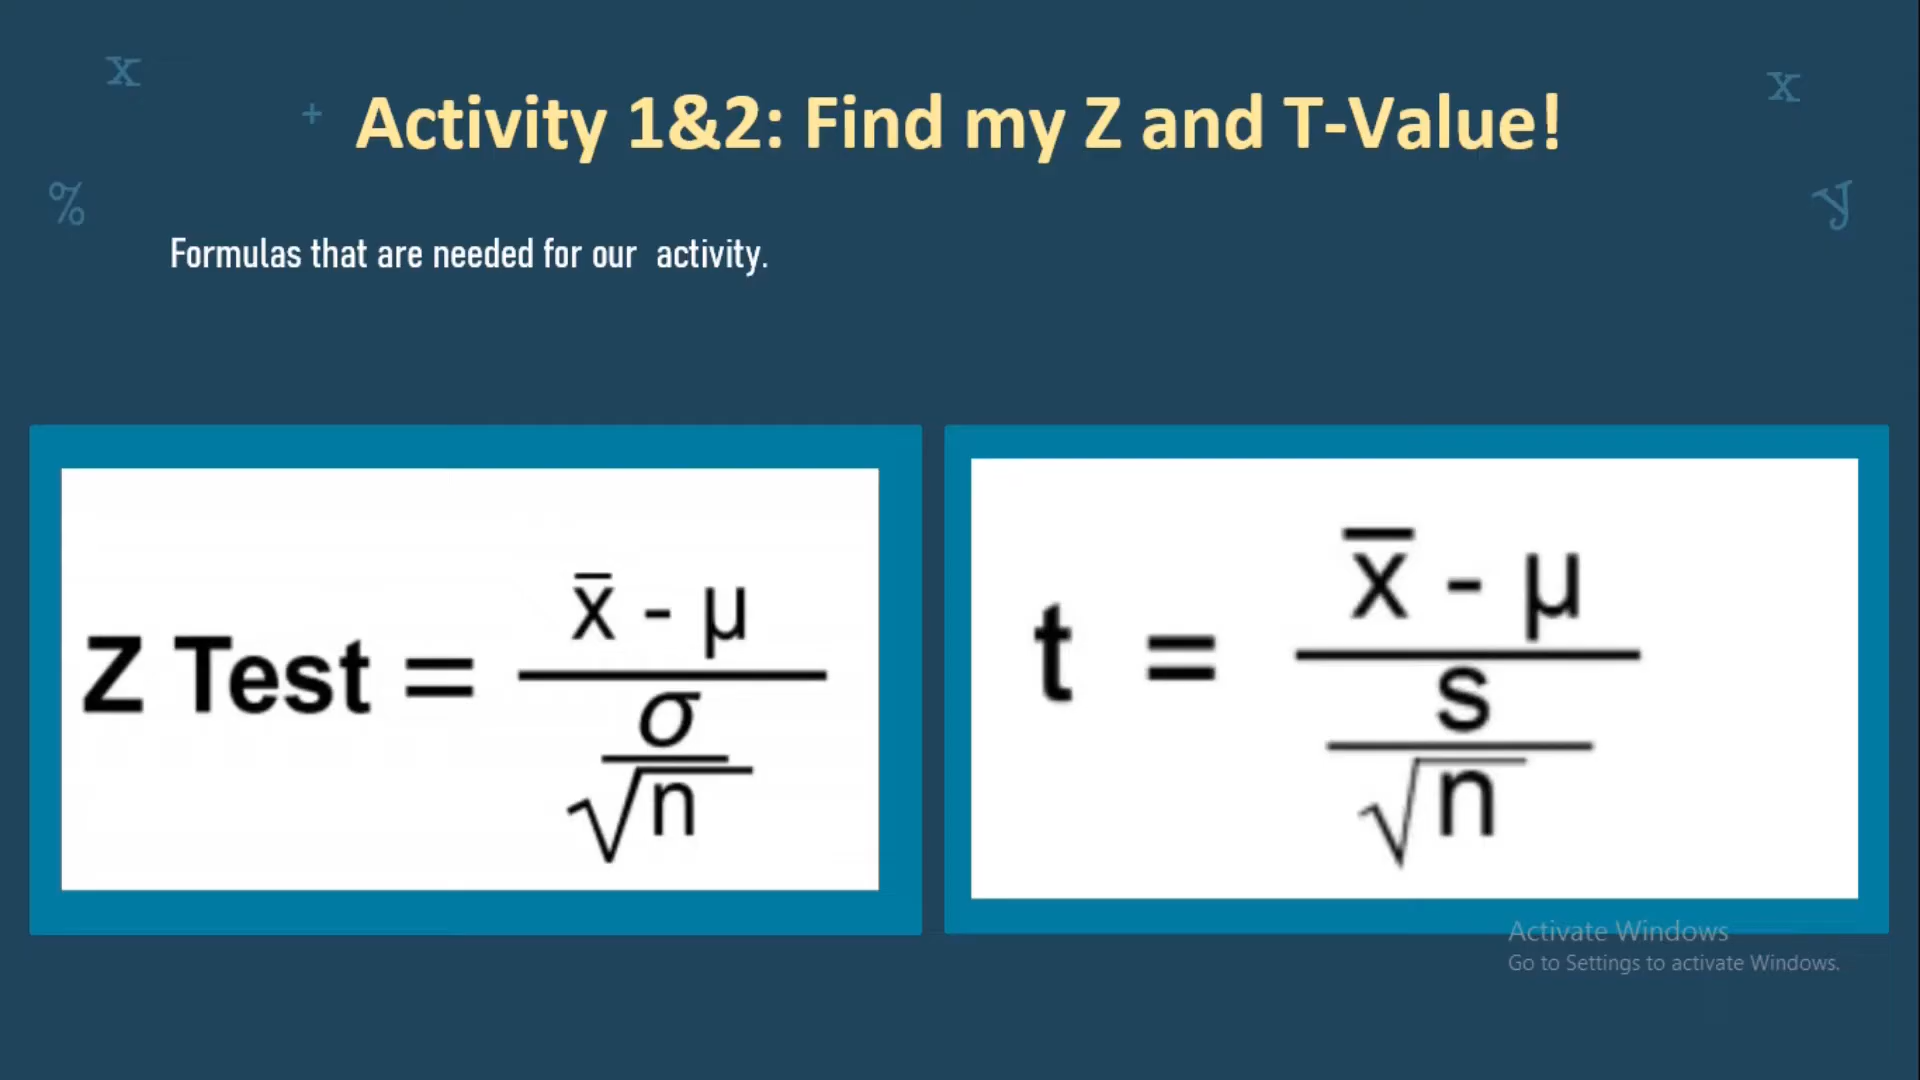 x
x
+
Activity 1&2: Find my Z and T-Value!
%
y
Formulas that are needed for our activity.
Z Test = x̄ - μ
σ
√n
t = x̄ - μ
s
√n
Activate Windows
Go to Settings to activate Windows.